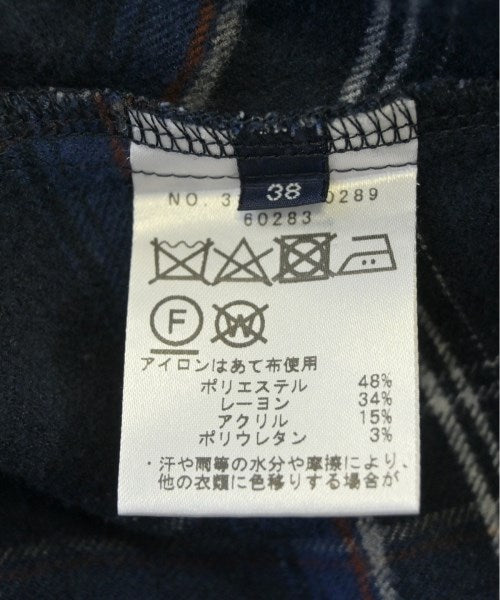 38
NO. 3 0289
60283
F W
アイロンはあて布使用
ポリエステル 48%
レーヨン 34%
アクリル 15%
ポリウレタン 3%
・汗や雨等の水分や摩擦により、
他の衣類に色移りする場合が